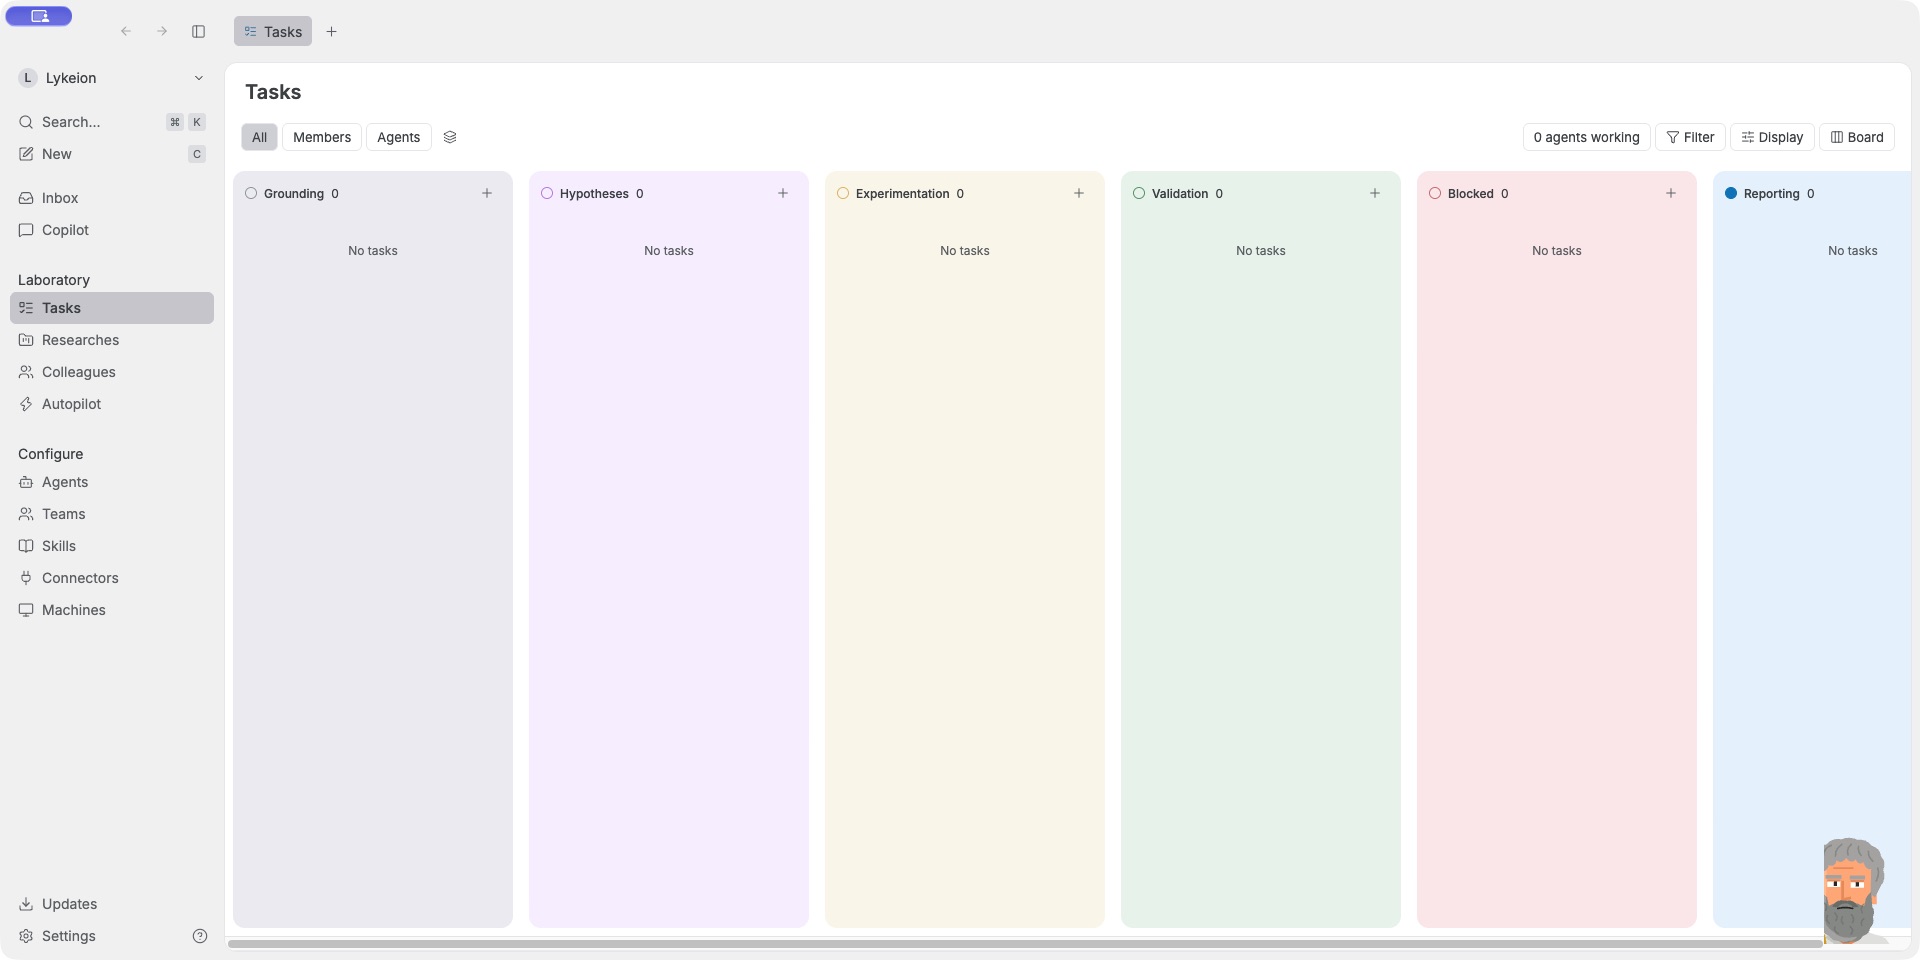 Tasks
L Lykeion
Search... ⌘ K
New C
Inbox
Copilot
Laboratory
Tasks
Researches
Colleagues
Autopilot
Configure
Agents
Teams
Skills
Connectors
Machines
Updates
Settings
Tasks
All Members Agents
0 agents working Filter Display Board
Grounding 0
No tasks
Hypotheses 0
No tasks
Experimentation 0
No tasks
Validation 0
No tasks
Blocked 0
No tasks
Reporting 0
No tasks